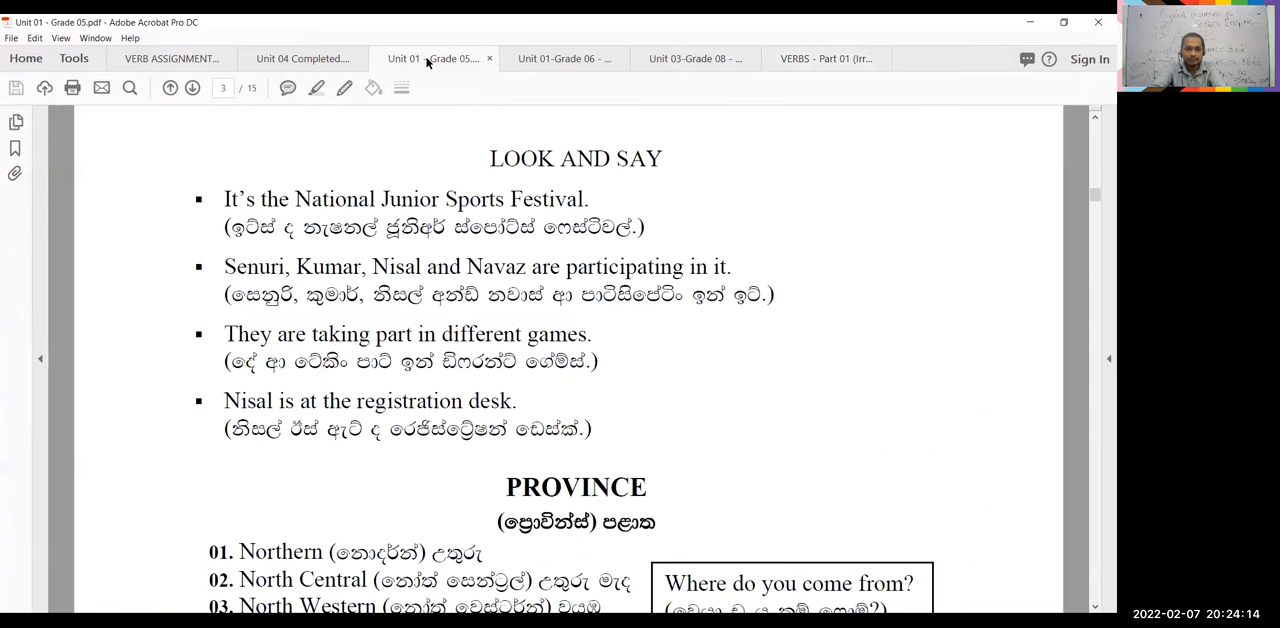 Unit 01 - Grade 05.pdf - Adobe Acrobat Pro DC
File Edit View Window Help
Home Tools VERB ASSIGNMENT... Unit 04 Completed.... Unit 01 - Grade 05.... × Unit 01-Grade 06 - ... Unit 03-Grade 08 - ... VERBS - Part 01 (Irr... Sign In
3 / 15
LOOK AND SAY
▪ It's the National Junior Sports Festival.
(ඉට්ස් ද නැෂනල් ජූනිඅර් ස්පෝට්ස් ෆෙස්ටිවල්.)
▪ Senuri, Kumar, Nisal and Navaz are participating in it.
(සෙනුරි, කුමාර්, නිසල් අන්ඩ් නවාස් ආ පාටිසිපේටිං ඉන් ඉට්.)
▪ They are taking part in different games.
(දේ ආ ටේකිං පාට් ඉන් ඩිෆරන්ට් ගේම්ස්.)
▪ Nisal is at the registration desk.
(නිසල් ඊස් ඇට් ද රෙජිස්ට්‍රේෂන් ඩෙස්ක්.)
PROVINCE
(ප්‍රොවින්ස්) පළාත
01. Northern (නොදර්න්) උතුරු
02. North Central (නෝත් සෙන්ට්‍රල්) උතුරු මැද
03. North Western (නෝත් වෙස්ටර්න්) වයඹ
Where do you come from?
2022-02-07 20:24:14